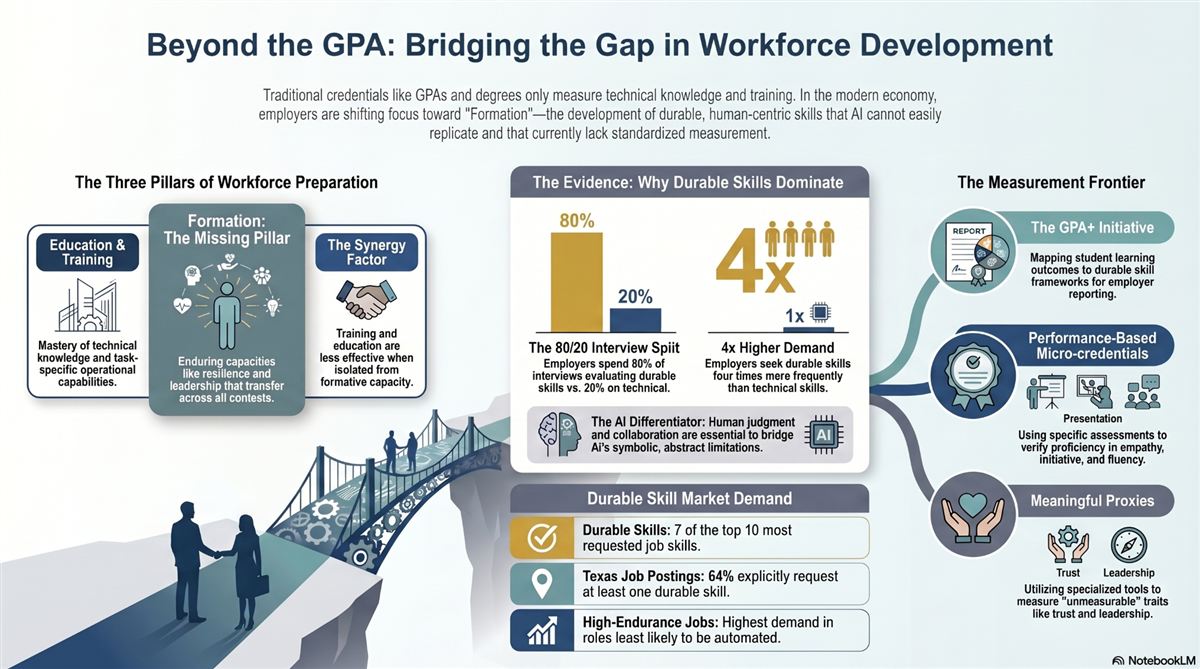 Beyond the GPA: Bridging the Gap in Workforce Development
Traditional credentials like GPAs and degrees only measure technical knowledge and training. In the modern economy,
employers are shifting focus toward "Formation"—the development of durable, human-centric skills that AI cannot easily
replicate and that currently lack standardized measurement.
The Three Pillars of Workforce Preparation
Education &
Training
Mastery of technical
knowledge and task-
specific operational
capabilities.
Formation:
The Missing Pillar
Enduring capacities
like resilience and
leadership that transfer
across all contests.
The Synergy
Factor
Training and
education are
less effective when
isolated from
formative capacity.
The Evidence: Why Durable Skills Dominate
80%
20%
The 80/20 Interview Spiit
Employers spend 80% of
interviews evaluating durable
skills vs. 20% on technical.
4x
1x
4x Higher Demand
Employers seek durable skills
four times mere frequently
than technical skills.
The AI Differentiator: Human judgment
and collaboration are essential to bridge
Ai's symbolic, abstract limitations.
AI
Durable Skill Market Demand
Durable Skills: 7 of the top 10 most
requested job skills.
Texas Job Postings: 64% explicitly request
at least one durable skill.
High-Endurance Jobs: Highest demand in
roles least likely to be automated.
The Measurement Frontier
REPORT
The GPA+ Initiative
Mapping student learning
outcomes to durable skill
frameworks for employer
reporting.
Performance-Based
Micro-credentials
Presentation
Using specific assessments to
verify proficiency in empathy,
initiative, and fluency.
Meaningful Proxies
Trust
Leadership
Utilizing specialized tools to
measure "unmeasurable" traits
like trust and leadership.
NotebookLM